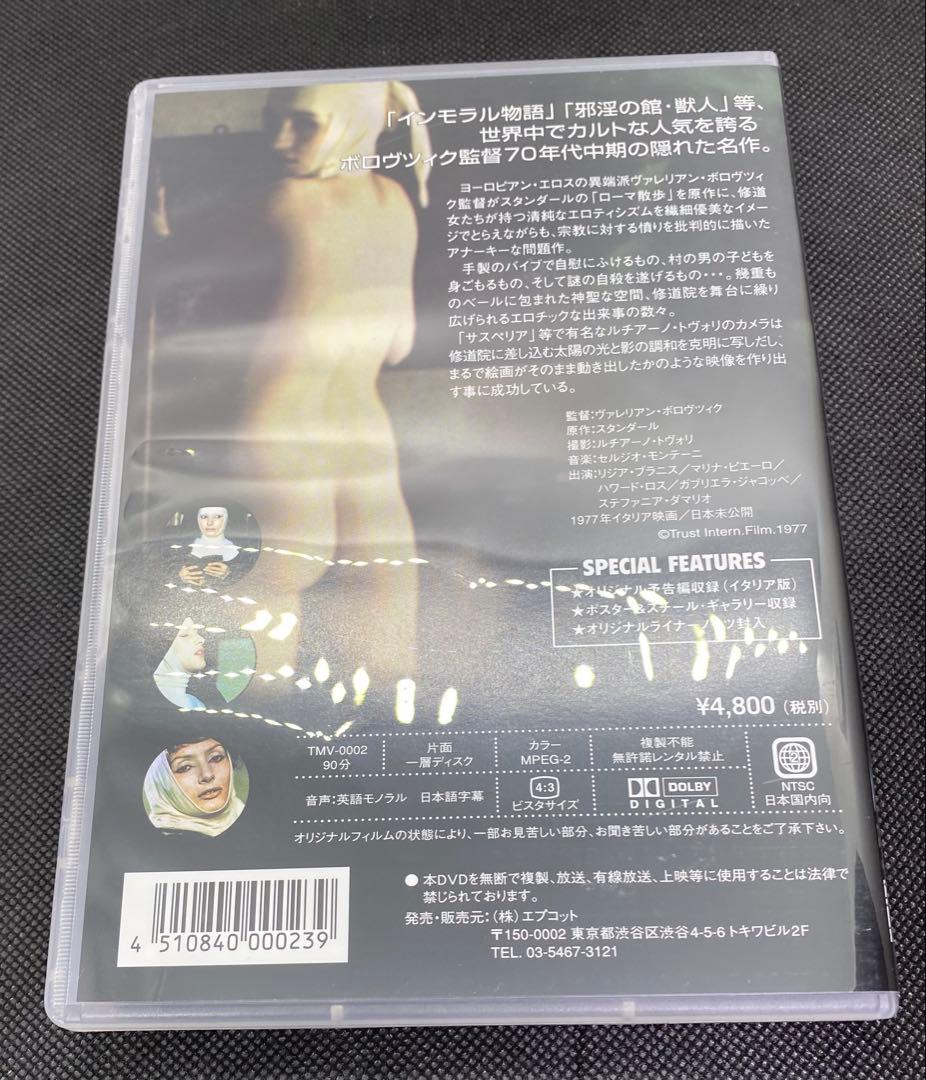 「インモラル物語」「邪淫の館・獣人」等、
世界中でカルトな人気を誇る
ボロヴツィク監督70年代中期の隠れた名作。
ヨーロピアン・エロスの異端派ヴァレリアン・ボロヴツィ
ク監督がスタンダールの「ローマ散歩」を原作に、修道
女たちが持つ清純なエロティシズムを繊細優美なイメー
ジでとらえながらも、宗教に対する憤りを批判的に描いた
アナーキーな問題作。
手製のバイブで自慰にふけるもの、村の男の子どもを
身ごもるもの、そして謎の自殺を遂げるもの・・・。幾重も
のベールに包まれた神聖な空間、修道院を舞台に繰り
広げられるエロチックな出来事の数々。
「サスペリア」等で有名なルチアーノ・トヴォリのカメラは
修道院に差し込む太陽の光と影の調和を克明に写しだし、
まるで絵画がそのまま動き出したかのような映像を作り出
す事に成功している。
監督:ヴァレリアン・ボロヴツィク
原作:スタンダール
撮影:ルチアーノ・トヴォリ
音楽:セルジオ・モンテーニ
出演:リジア・ブラニス／マリナ・ピエーロ／
ハワード・ロス／ガブリエラ・ジャコッベ／
ステファニア・ダマリオ
1977年イタリア映画／日本未公開
©Trust Intern.Film.1977
SPECIAL FEATURES
★オリジナル予告編収録（イタリア版）
★ポスター&スチール・ギャラリー収録
★オリジナルライナーノーツ封入
¥4,800（税別）
TMV-0002
90分
片面
一層ディスク
カラー
MPEG-2
複製不能
無許諾レンタル禁止
2
NTSC
日本国内向
音声:英語モノラル 日本語字幕
4:3
ビスタサイズ
DOLBY
DIGITAL
オリジナルフィルムの状態により、一部お見苦しい部分、お聞き苦しい部分があることをご了承下さい。
● 本DVDを無断で複製、放送、有線放送、上映等に使用することは法律で
禁じられております。
発売・販売元:(株)エプコット
〒150-0002 東京都渋谷区渋谷4-5-6トキワビル2F
TEL. 03-5467-3121
4 510840 000239